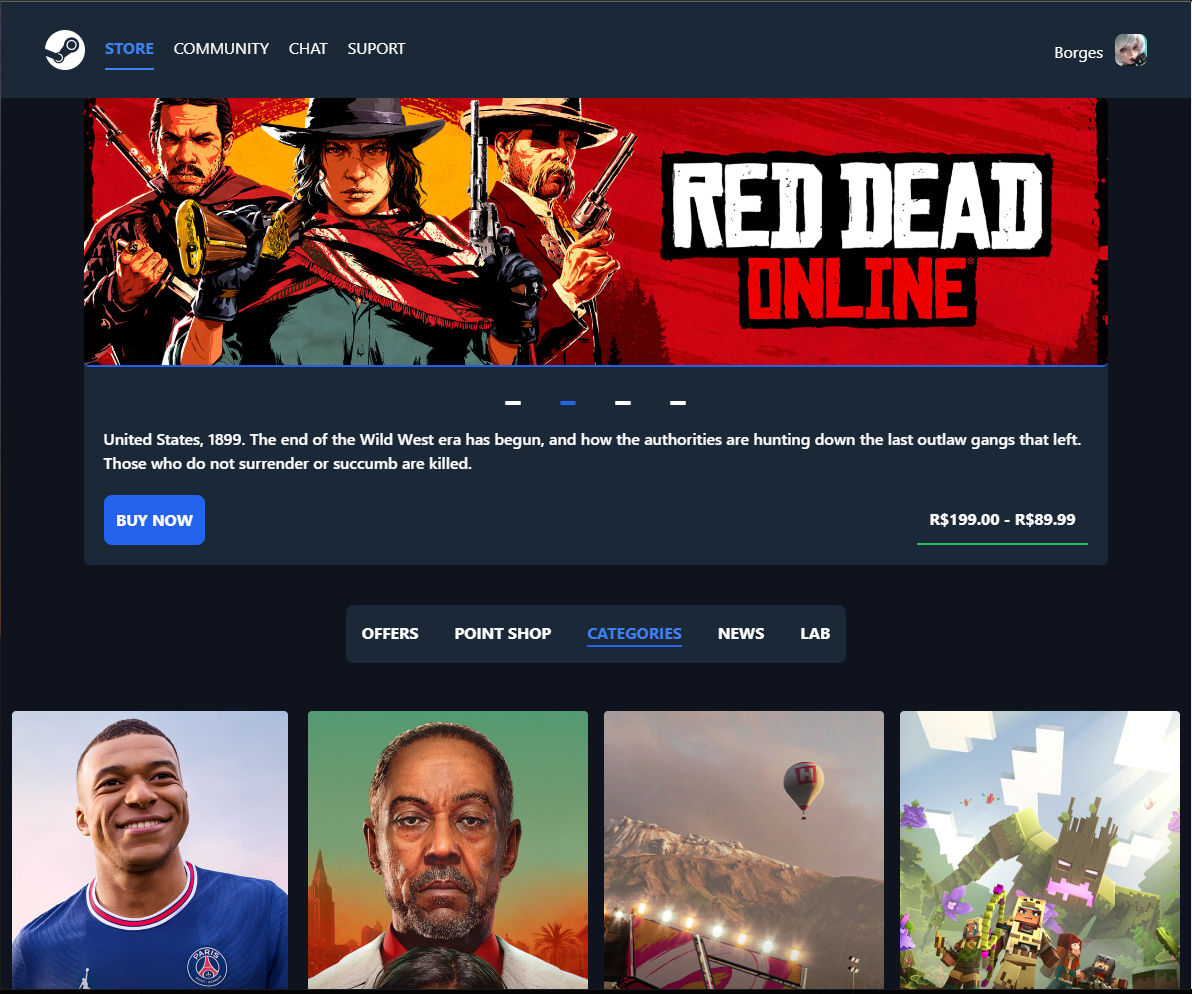 STORE COMMUNITY CHAT SUPORT Borges
RED DEAD
ONLINE
United States, 1899. The end of the Wild West era has begun, and how the authorities are hunting down the last outlaw gangs that left.
Those who do not surrender or succumb are killed.
BUY NOW R$199.00 - R$89.99
OFFERS POINT SHOP CATEGORIES NEWS LAB
H
PARIS